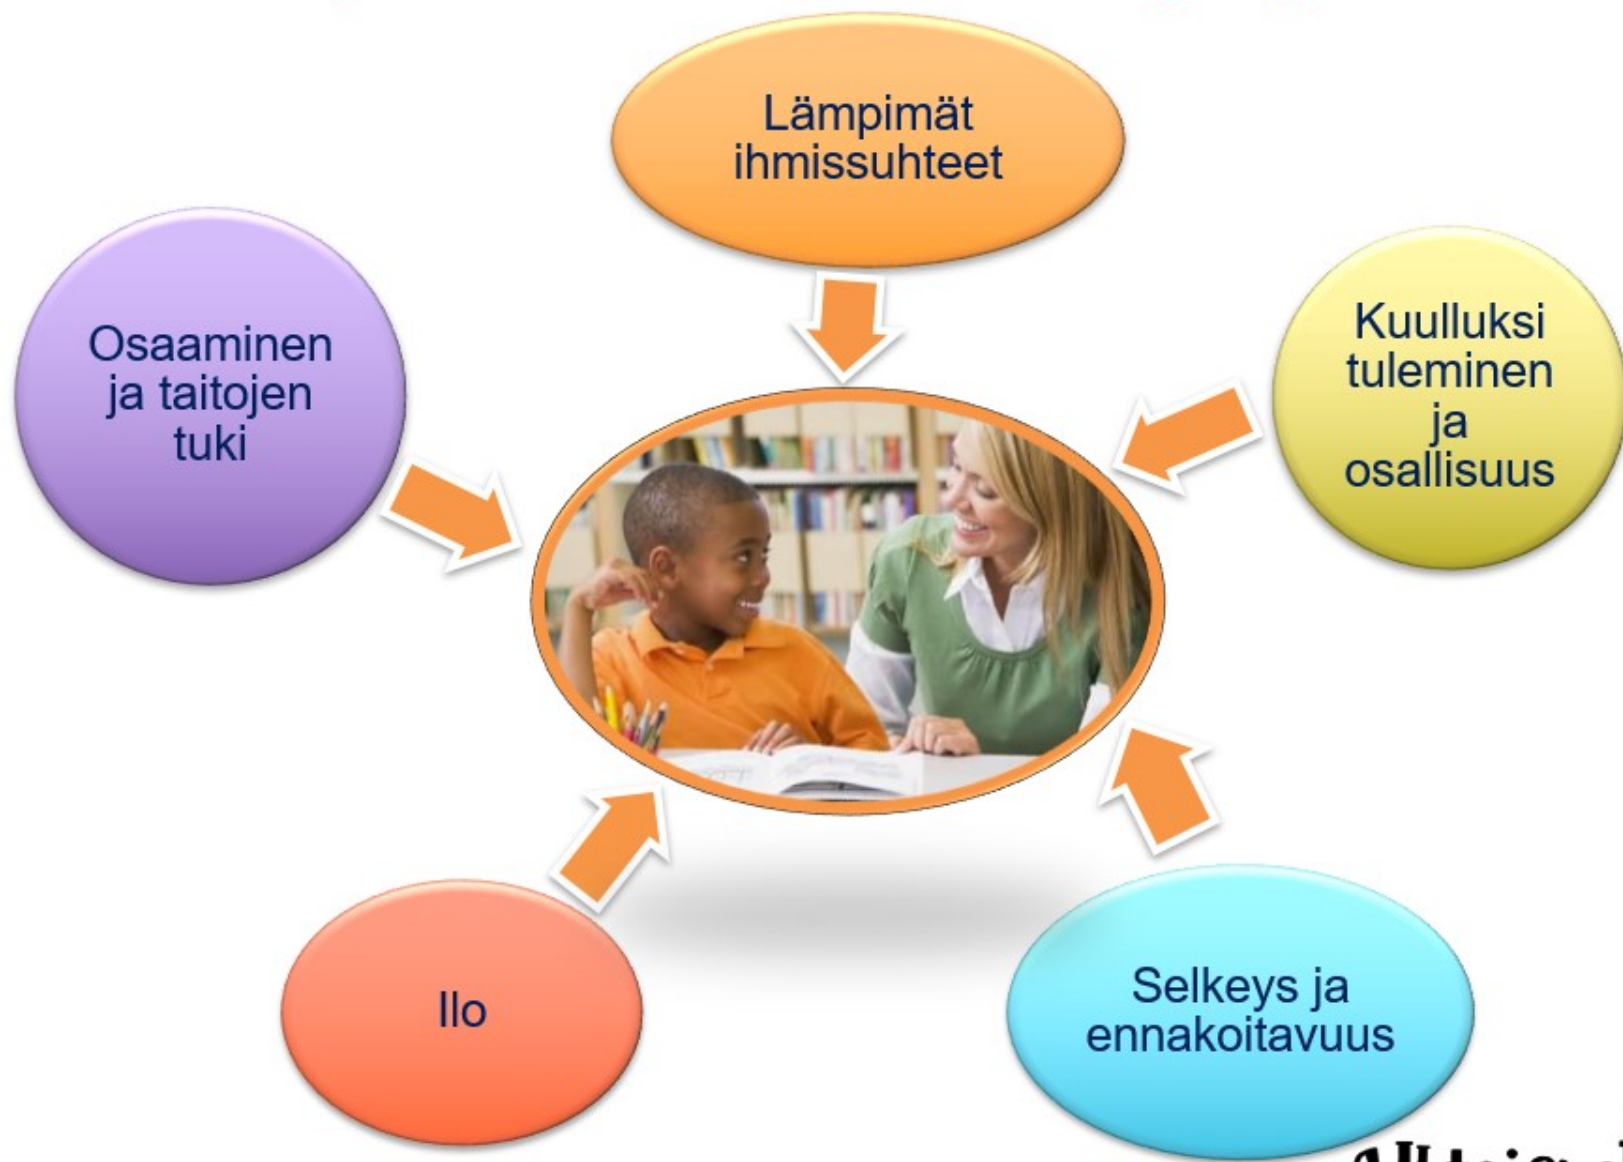 Lämpimät
ihmissuhteet
Osaaminen
ja taitojen
tuki
Kuulluksi
tuleminen
ja
osallisuus
Ilo
Selkeys ja
ennakoitavuus